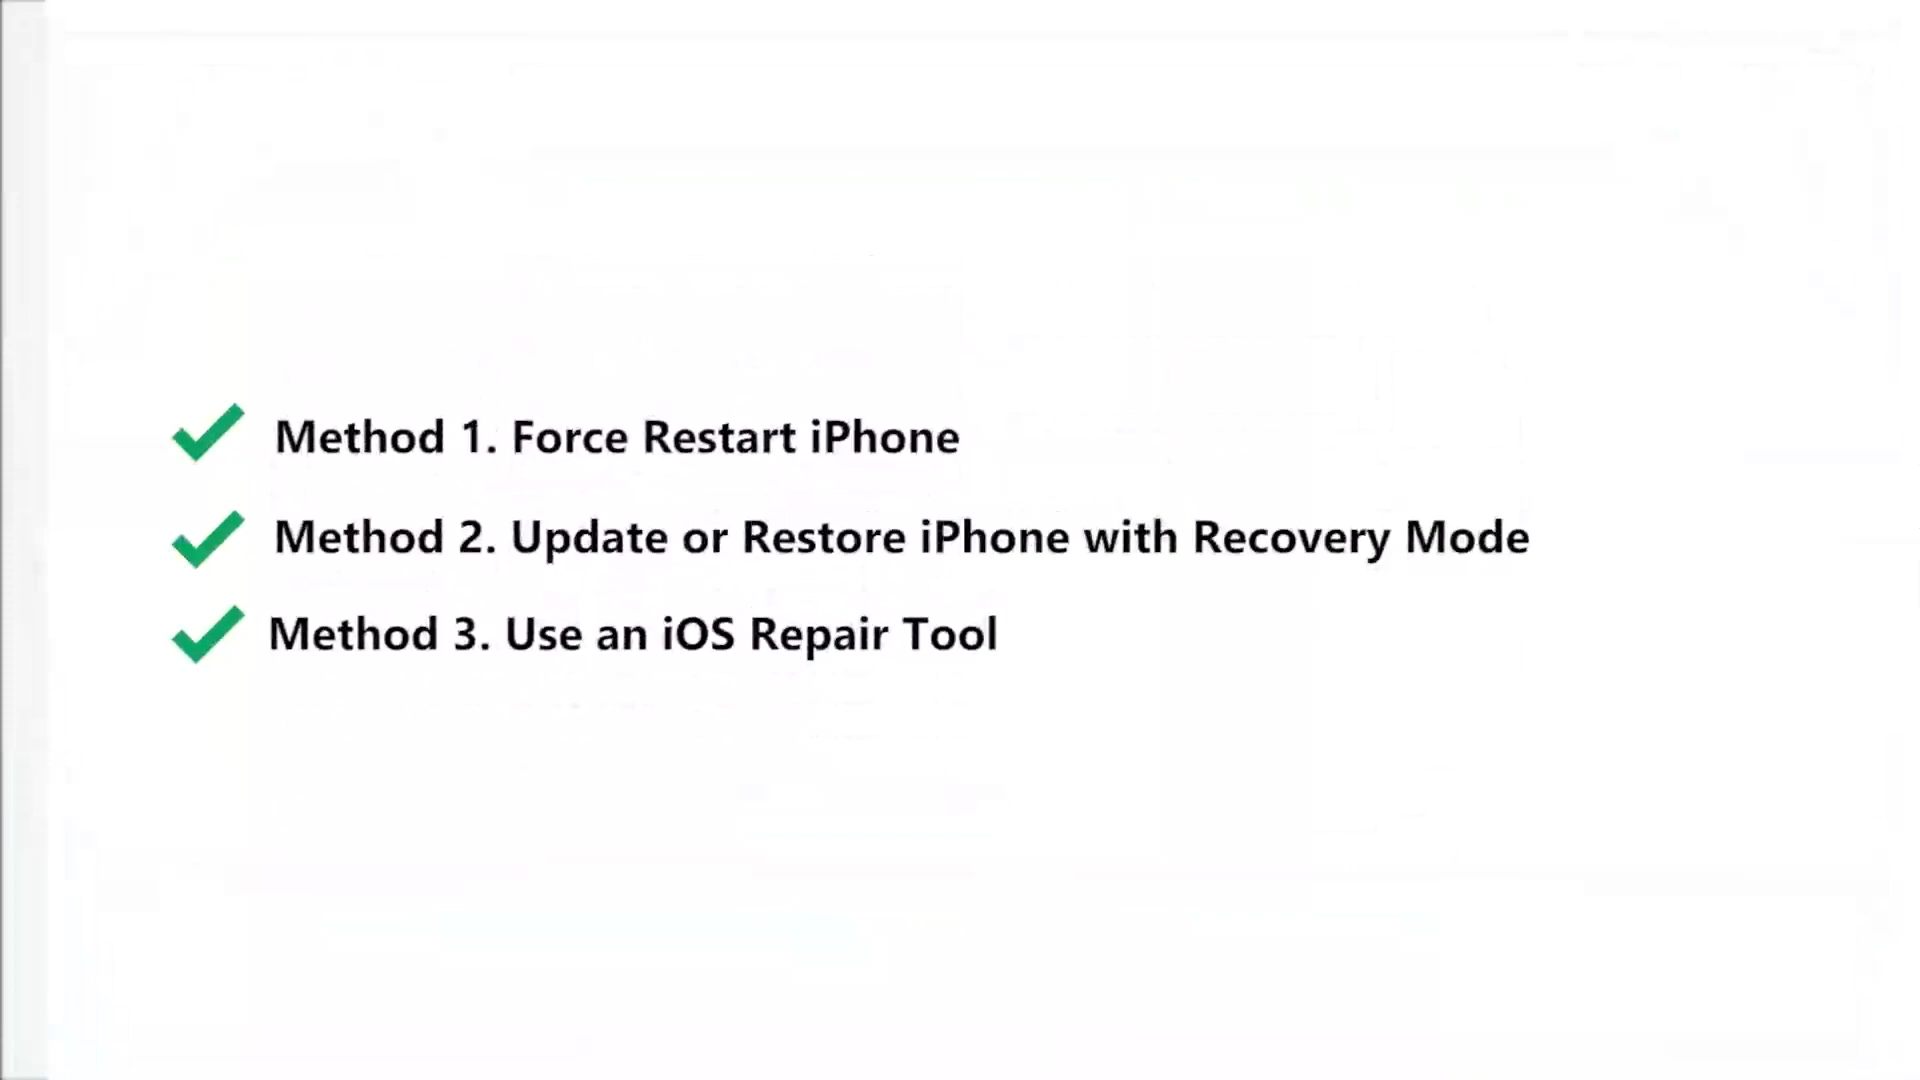 Method 1. Force Restart iPhone
Method 2. Update or Restore iPhone with Recovery Mode
Method 3. Use an iOS Repair Tool